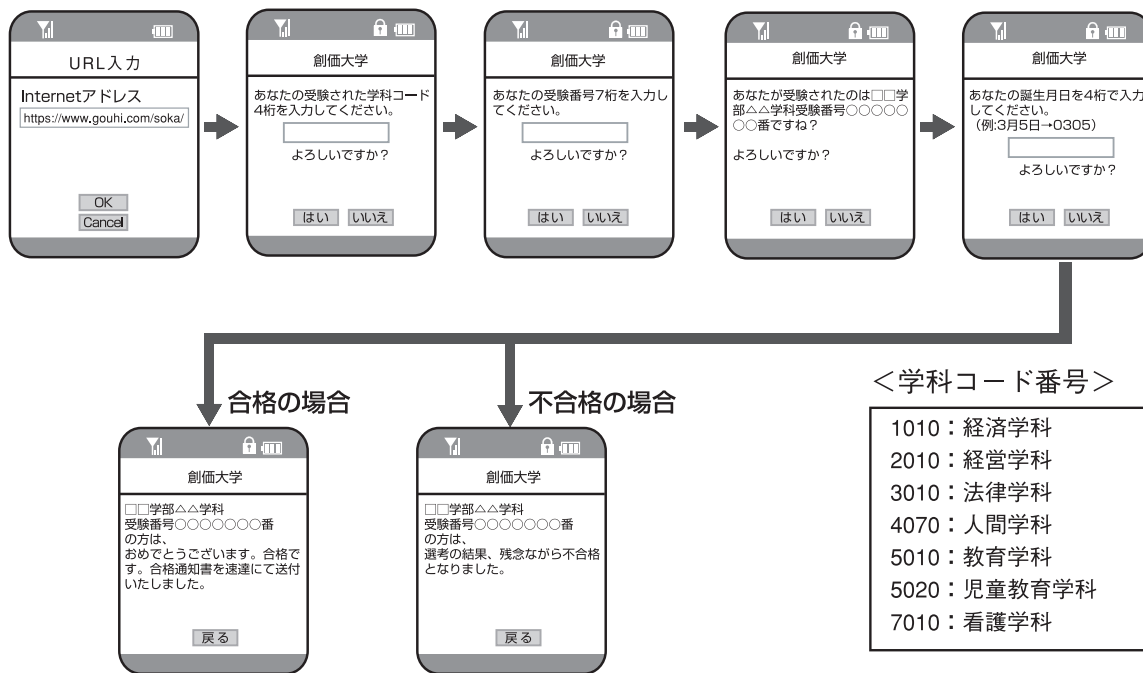 URL入力
Internetアドレス
https://www.gouhi.com/soka/
OK
Cancel
創価大学
あなたの受験された学科コード
4桁を入力してください。
よろしいですか？
はい いいえ
創価大学
あなたの受験番号7桁を入力し
てください。
よろしいですか？
はい いいえ
創価大学
あなたが受験されたのは□□学
部△△学科受験番号○○○○○
○○番ですね？
よろしいですか？
はい いいえ
創価大学
あなたの誕生月日を4桁で入力
してください。
（例:3月5日→0305）
よろしいですか？
はい いいえ
合格の場合
創価大学
□□学部△△学科
受験番号○○○○○○○番
の方は、
おめでとうございます。合格で
す。合格通知書を速達にて送付
いたしました。
戻る
不合格の場合
創価大学
□□学部△△学科
受験番号○○○○○○○番
の方は、
選考の結果、残念ながら不合格
となりました。
戻る
＜学科コード番号＞
1010：経済学科
2010：経営学科
3010：法律学科
4070：人間学科
5010：教育学科
5020：児童教育学科
7010：看護学科